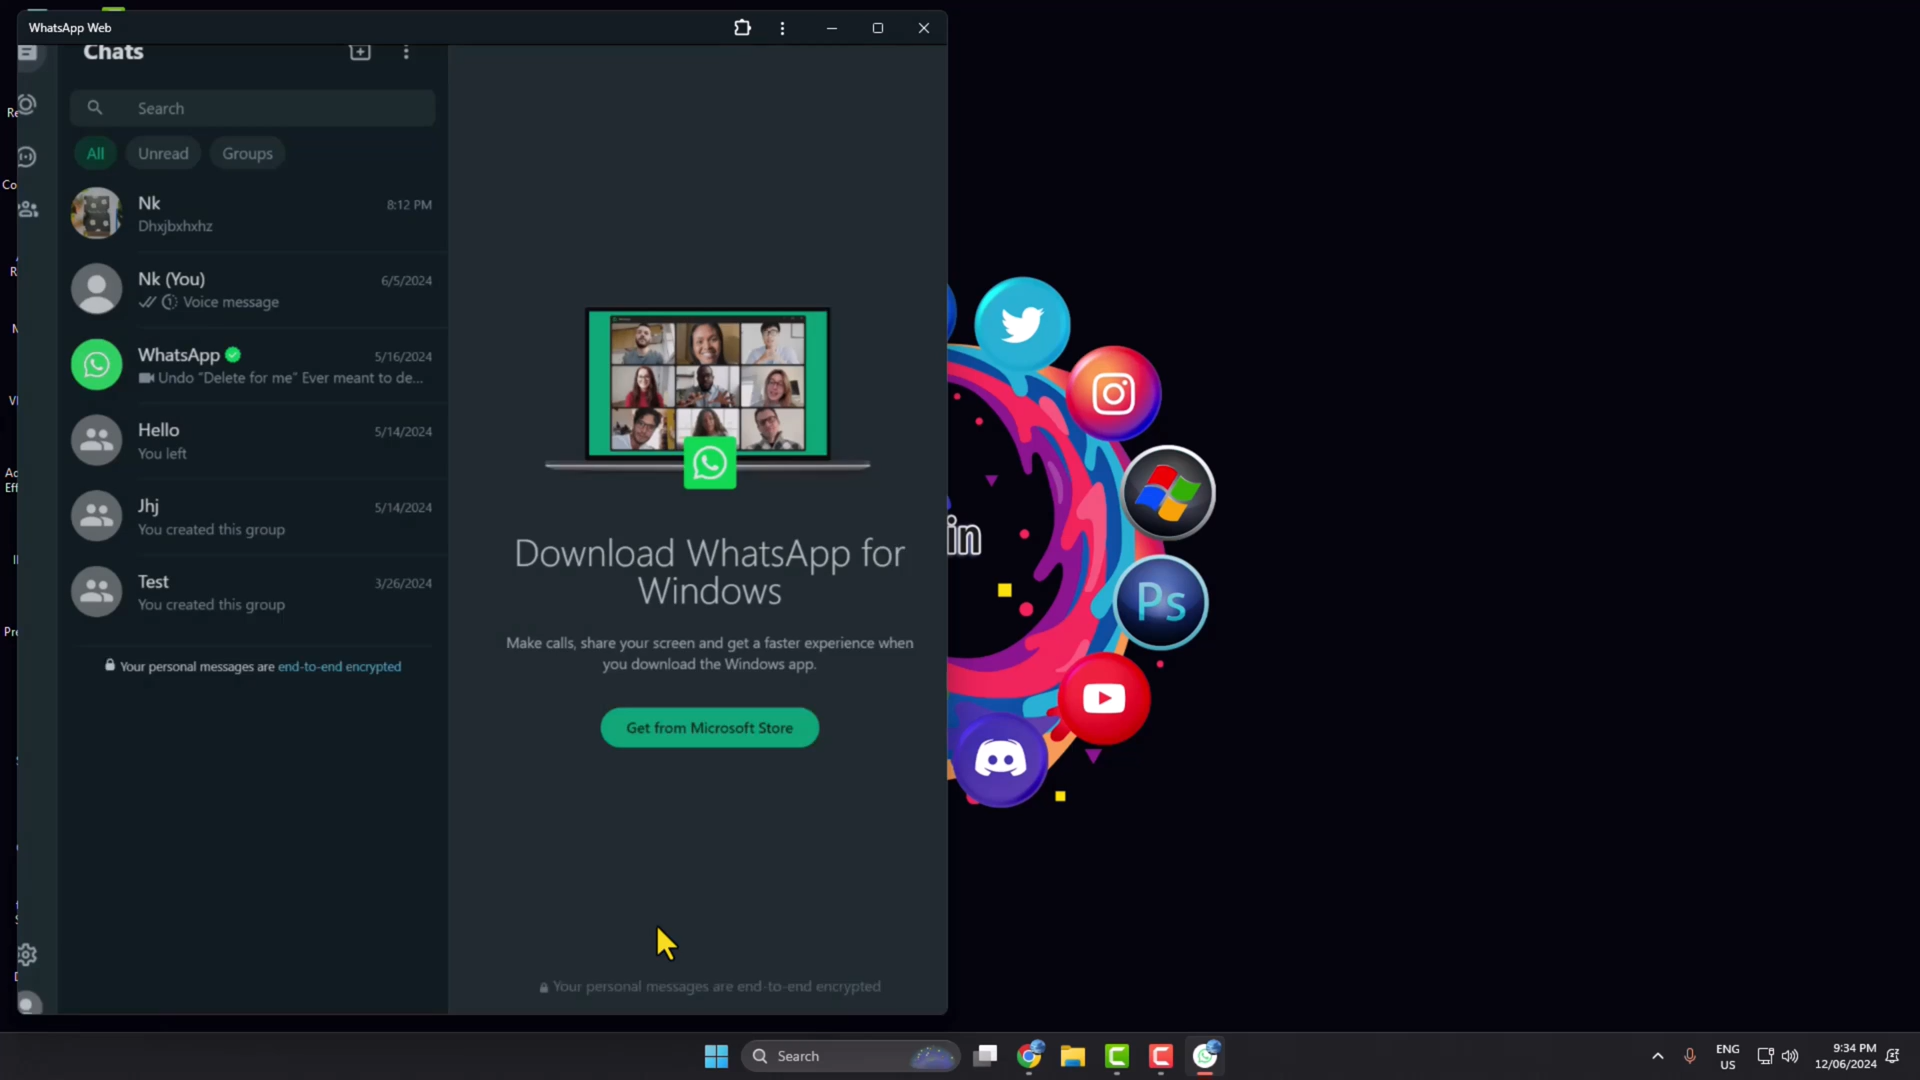 WhatsApp Web
Chats
Search
All
Unread
Groups
Nk
8:12 PM
Dhxjbxhxhz
Nk (You)
6/5/2024
Voice message
WhatsApp
5/16/2024
Undo “Delete for me” Ever meant to de...
Hello
5/14/2024
You left
Jhj
5/14/2024
You created this group
Test
3/26/2024
You created this group
Your personal messages are end-to-end encrypted
Download WhatsApp for
Windows
Make calls, share your screen and get a faster experience when
you download the Windows app.
Get from Microsoft Store
Your personal messages are end-to-end encrypted
in
Ps
Search
ENG
US
9:34 PM
12/06/2024